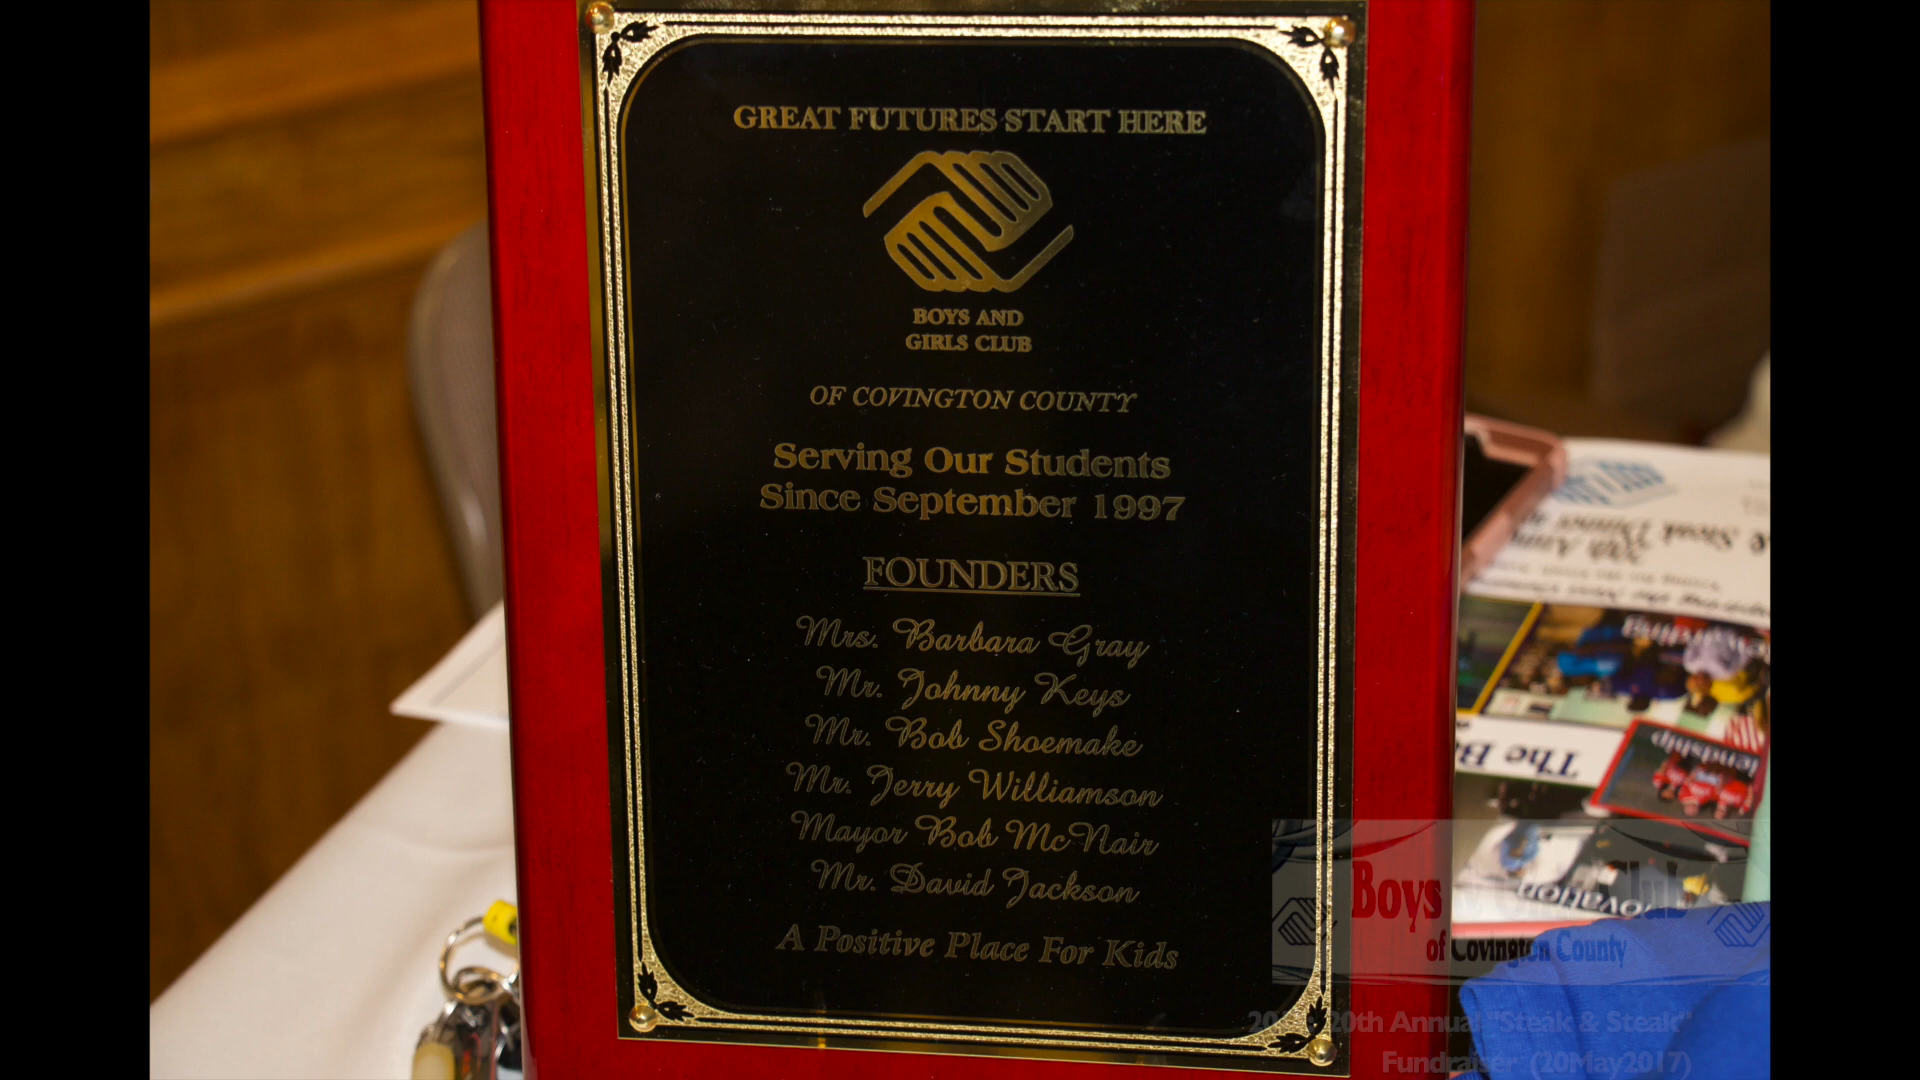 GREAT FUTURES START HERE
BOYS AND
GIRLS CLUB
OF COVINGTON COUNTY
Serving Our Students
Since September 1997
FOUNDERS
Mrs. Barbara Gray
Mr. Johnny Keys
Mr. Bob Shoemake
Mr. Jerry Williamson
Mayor Bob McNair
Mr. David Jackson
A Positive Place For Kids
The B
Boys Club
of Covington County
20th Annual "Steak & Steak"
Fundraiser (20May2017)